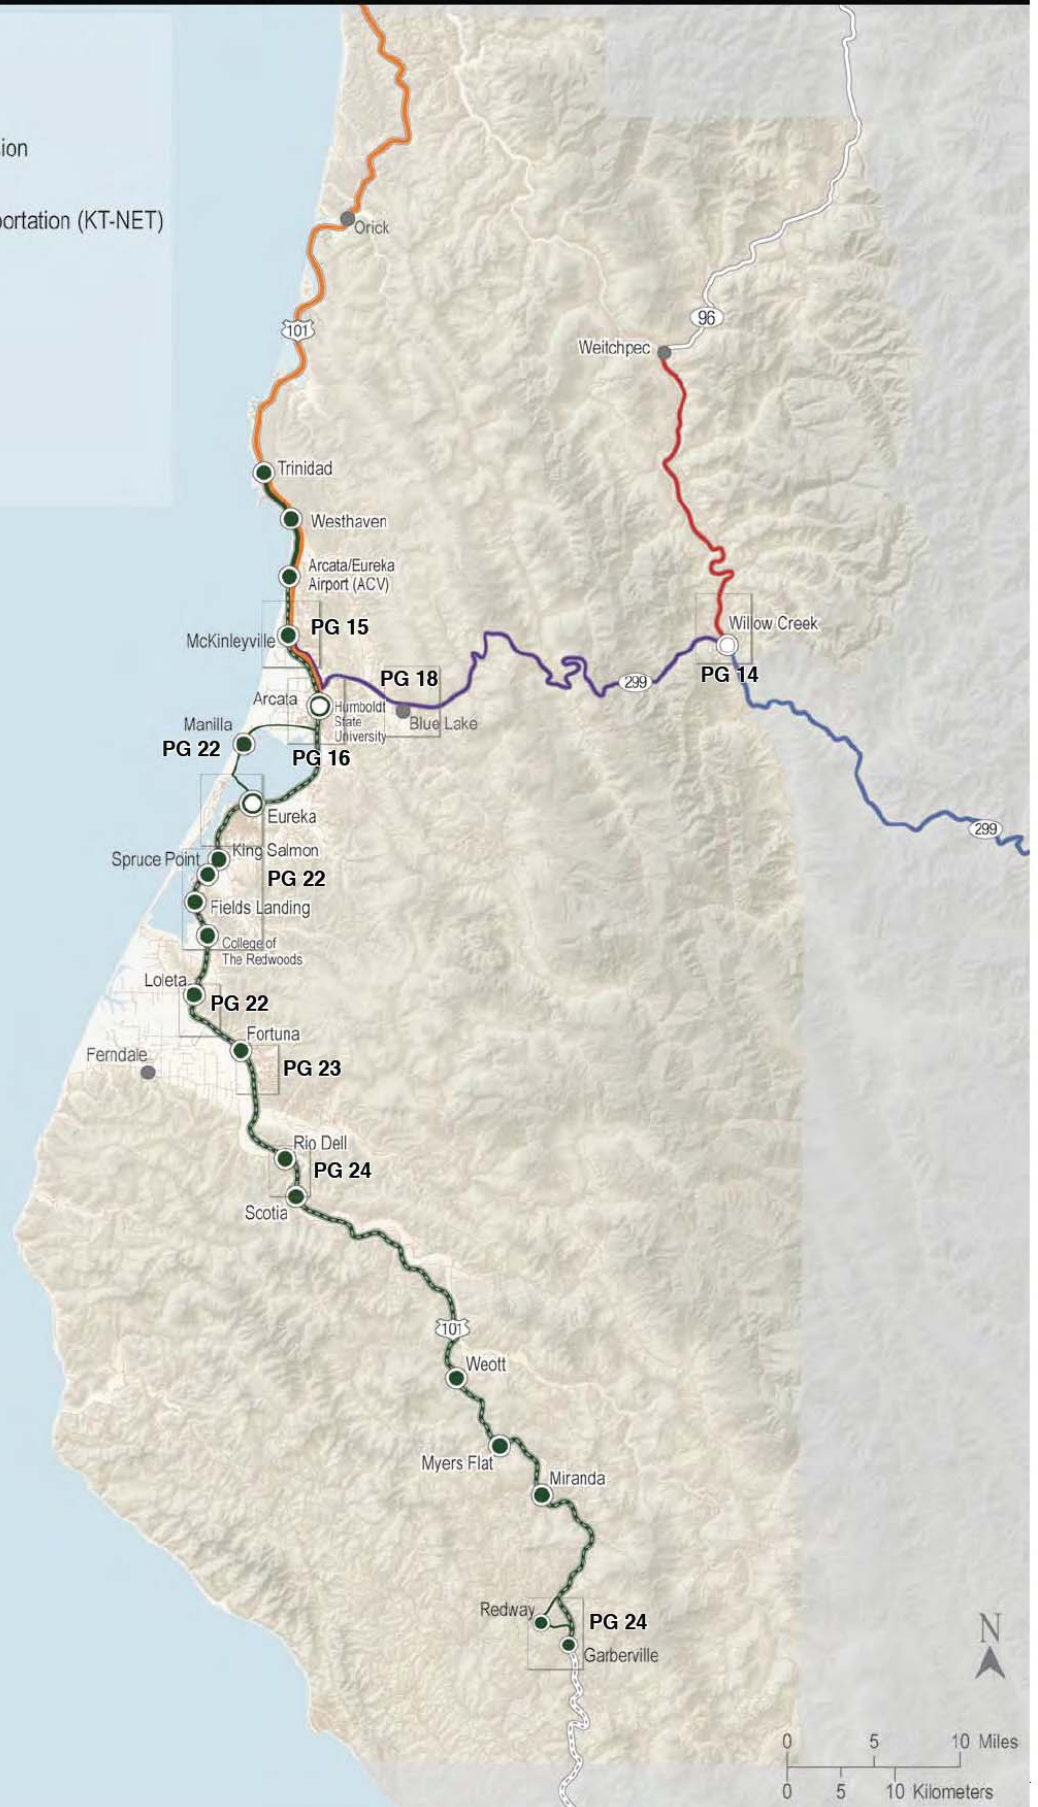 ion
portation (KT-NET)
Orick
101
96
Weitchpec
Trinidad
Westhaven
Arcata/Eureka
Airport (ACV)
McKinleyville
PG 15
Willow Creek
PG 14
PG 18
299
Arcata
Humboldt
State
University
Blue Lake
Manilla
PG 22
PG 16
Eureka
299
King Salmon
Spruce Point
PG 22
Fields Landing
College of
The Redwoods
Loleta
PG 22
Fortuna
Ferndale
PG 23
Rio Dell
PG 24
Scotia
101
Weott
Myers Flat
Miranda
Redway
PG 24
Garberville
N
0 5 10 Miles
0 5 10 Kilometers